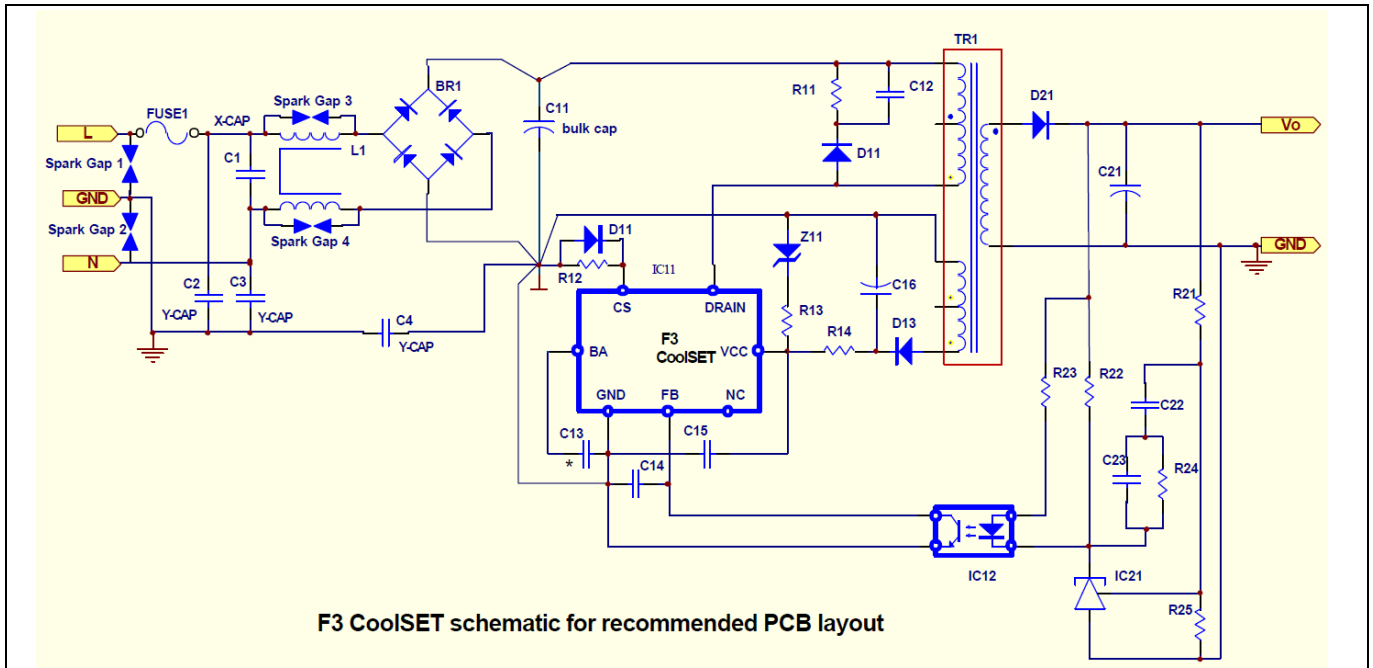 TR1
BR1
FUSE1
X-CAP
Spark Gap 3
C11
bulk cap
R11
C12
D21
L
Vo
Spark Gap 1
C1
L1
D11
C21
GND
Spark Gap 2
Spark Gap 4
D11
Z11
GND
N
R12
IC11
C2
C3
Y-CAP
Y-CAP
CS
DRAIN
C16
R21
C4
Y-CAP
F3
CoolSET
R13
R14
D13
BA
VCC
R23
R22
GND
FB
NC
C22
C13
*
C15
C14
C23
R24
IC12
IC21
R25
F3 CoolSET schematic for recommended PCB layout